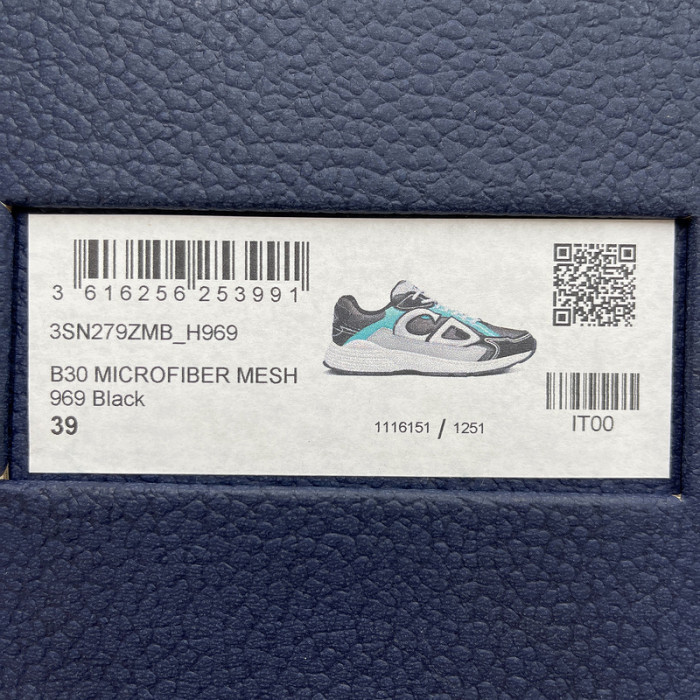 3 616256 253991
3SN279ZMB_H969
B30 MICROFIBER MESH
969 Black
39
1116151 / 1251
IT00